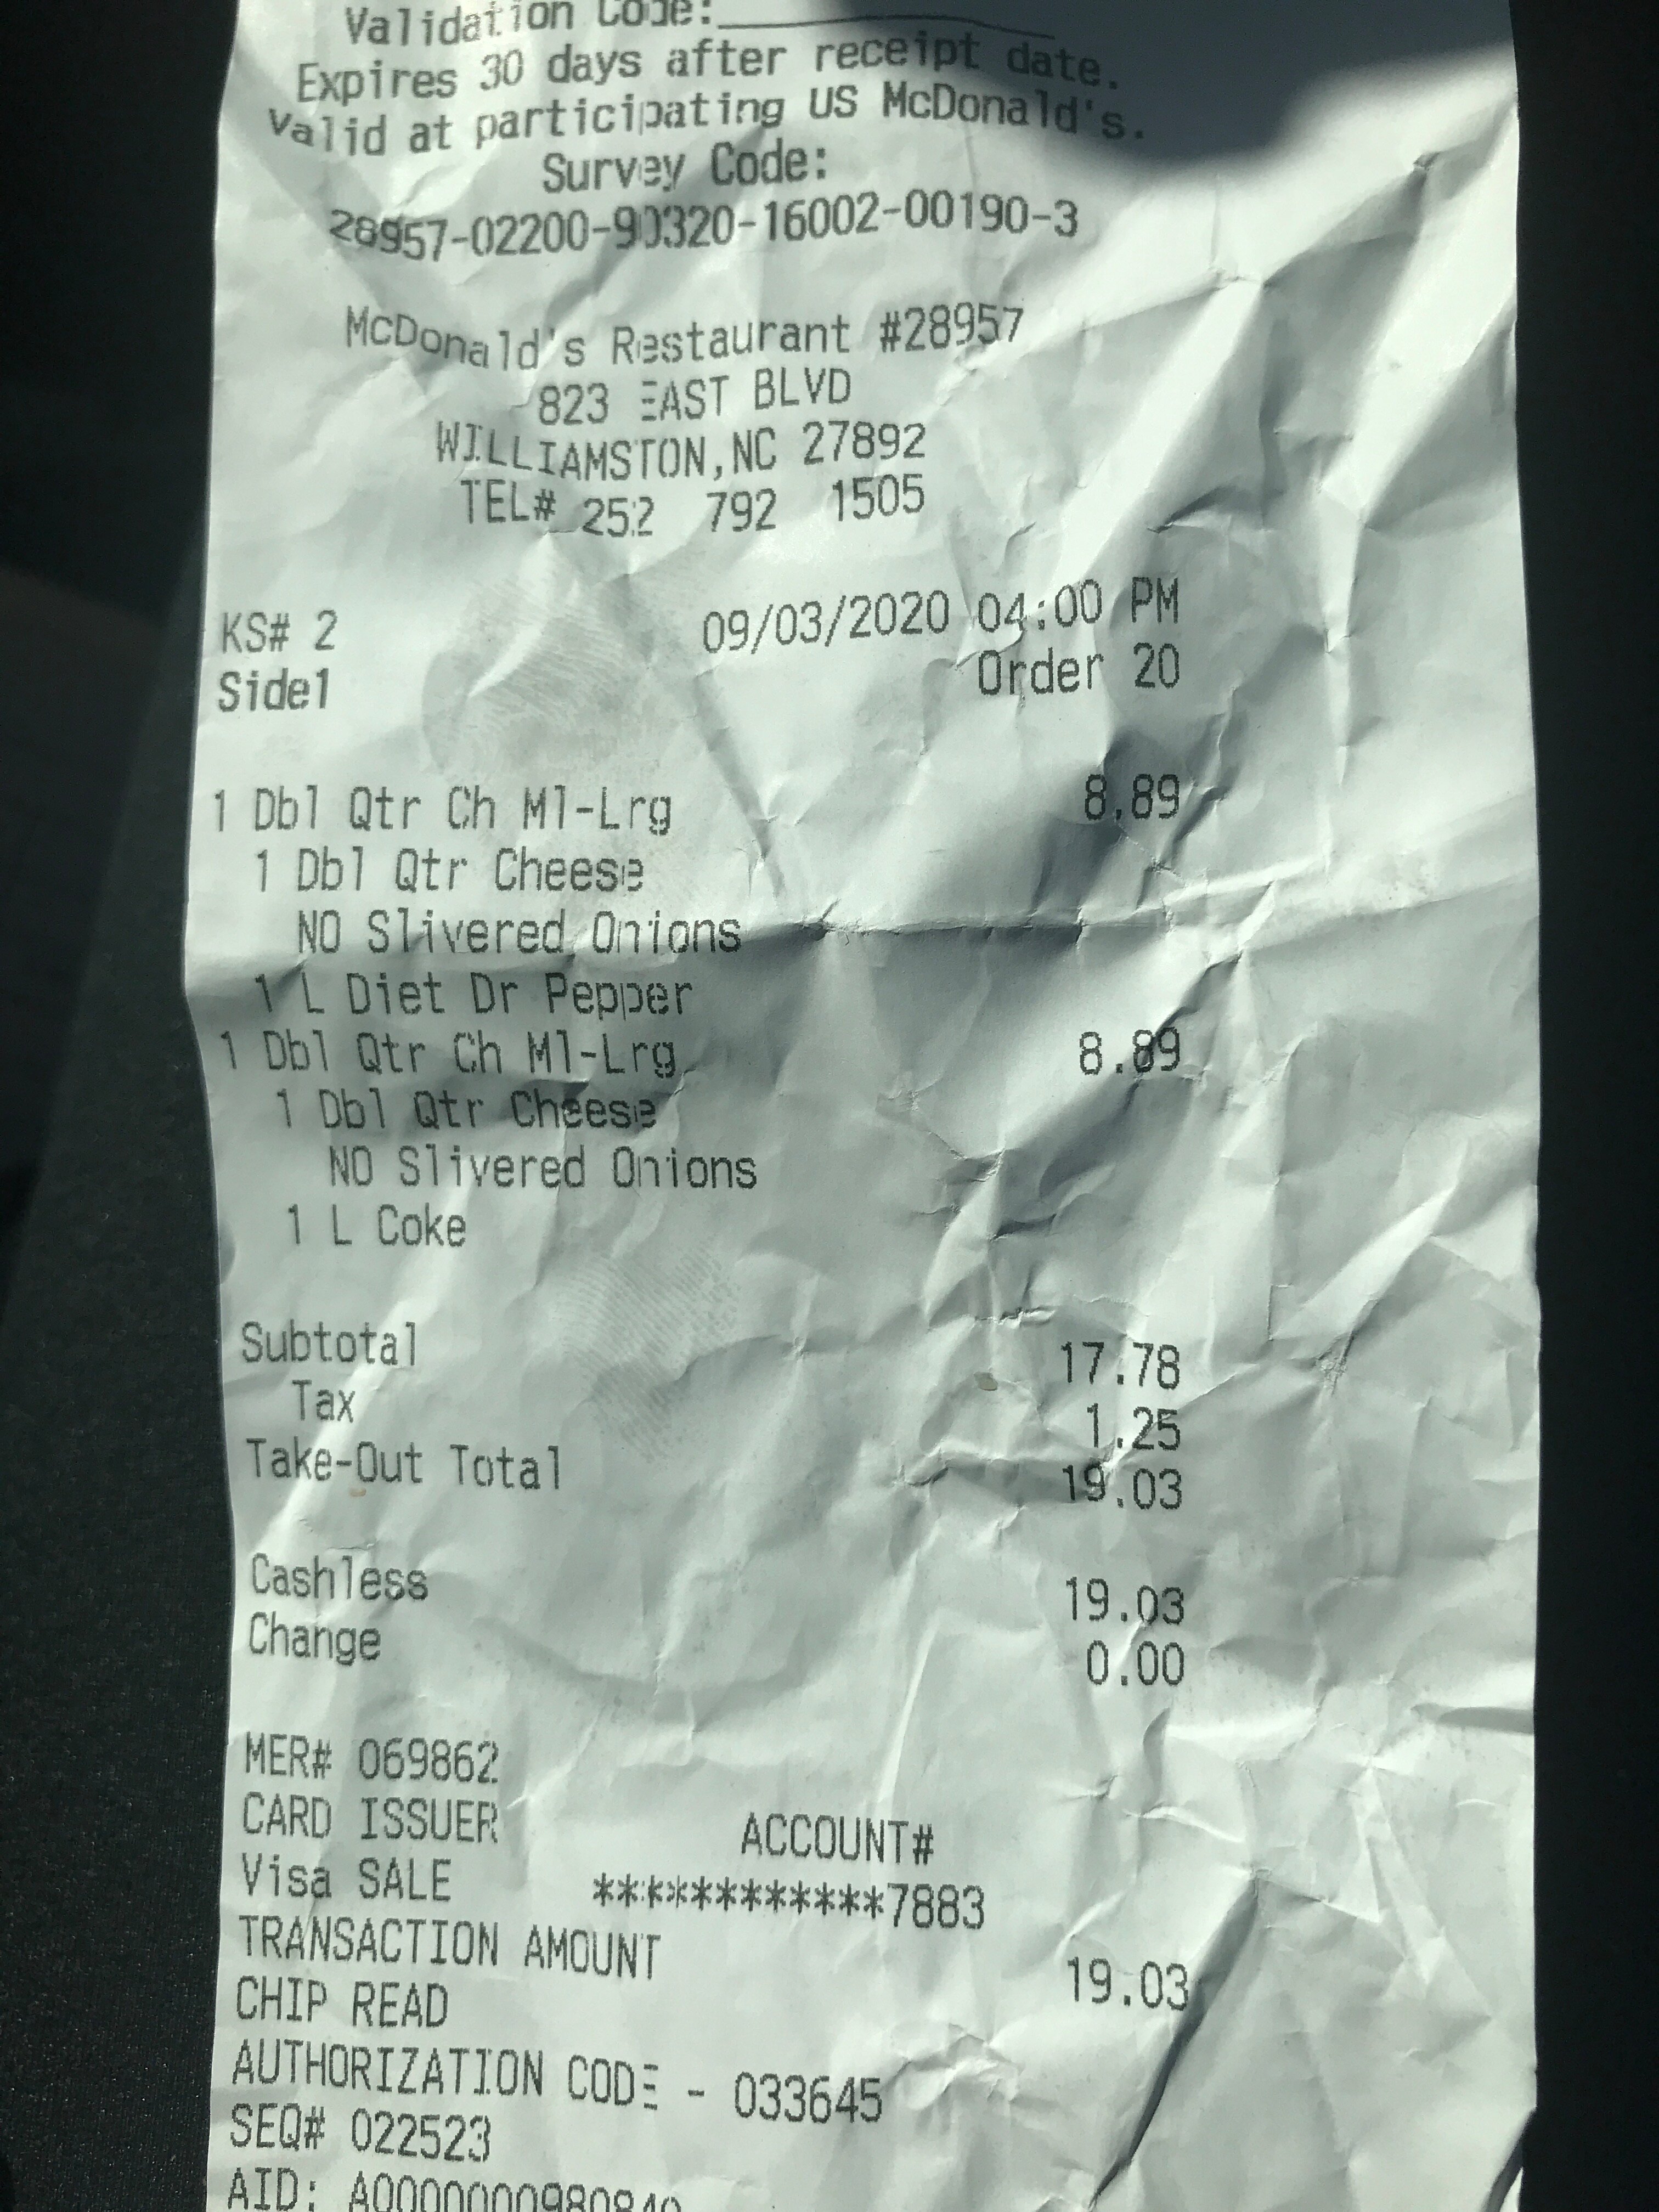 Validation Code:____________
Expires 30 days after receipt date.
Valid at participating US McDonald's.
Survey Code:
28957-02200-90320-16002-00190-3
McDonald's Restaurant #28957
823 EAST BLVD
WILLIAMSTON,NC 27892
TEL# 252 792 1505
KS# 2 09/03/2020 04:00 PM
Side1 Order 20
1 Dbl Qtr Ch Ml-Lrg 8.89
1 Dbl Qtr Cheese
NO Slivered Onions
1 L Diet Dr Pepper
1 Dbl Qtr Ch Ml-Lrg 8.89
1 Dbl Qtr Cheese
NO Slivered Onions
1 L Coke
Subtotal 17.78
Tax 1.25
Take-Out Total 19.03
Cashless 19.03
Change 0.00
MER# 069862
CARD ISSUER ACCOUNT#
Visa SALE ************7883
TRANSACTION AMOUNT 19.03
CHIP READ
AUTHORIZATION CODE - 033645
SEQ# 022523
AID: A0000000980840